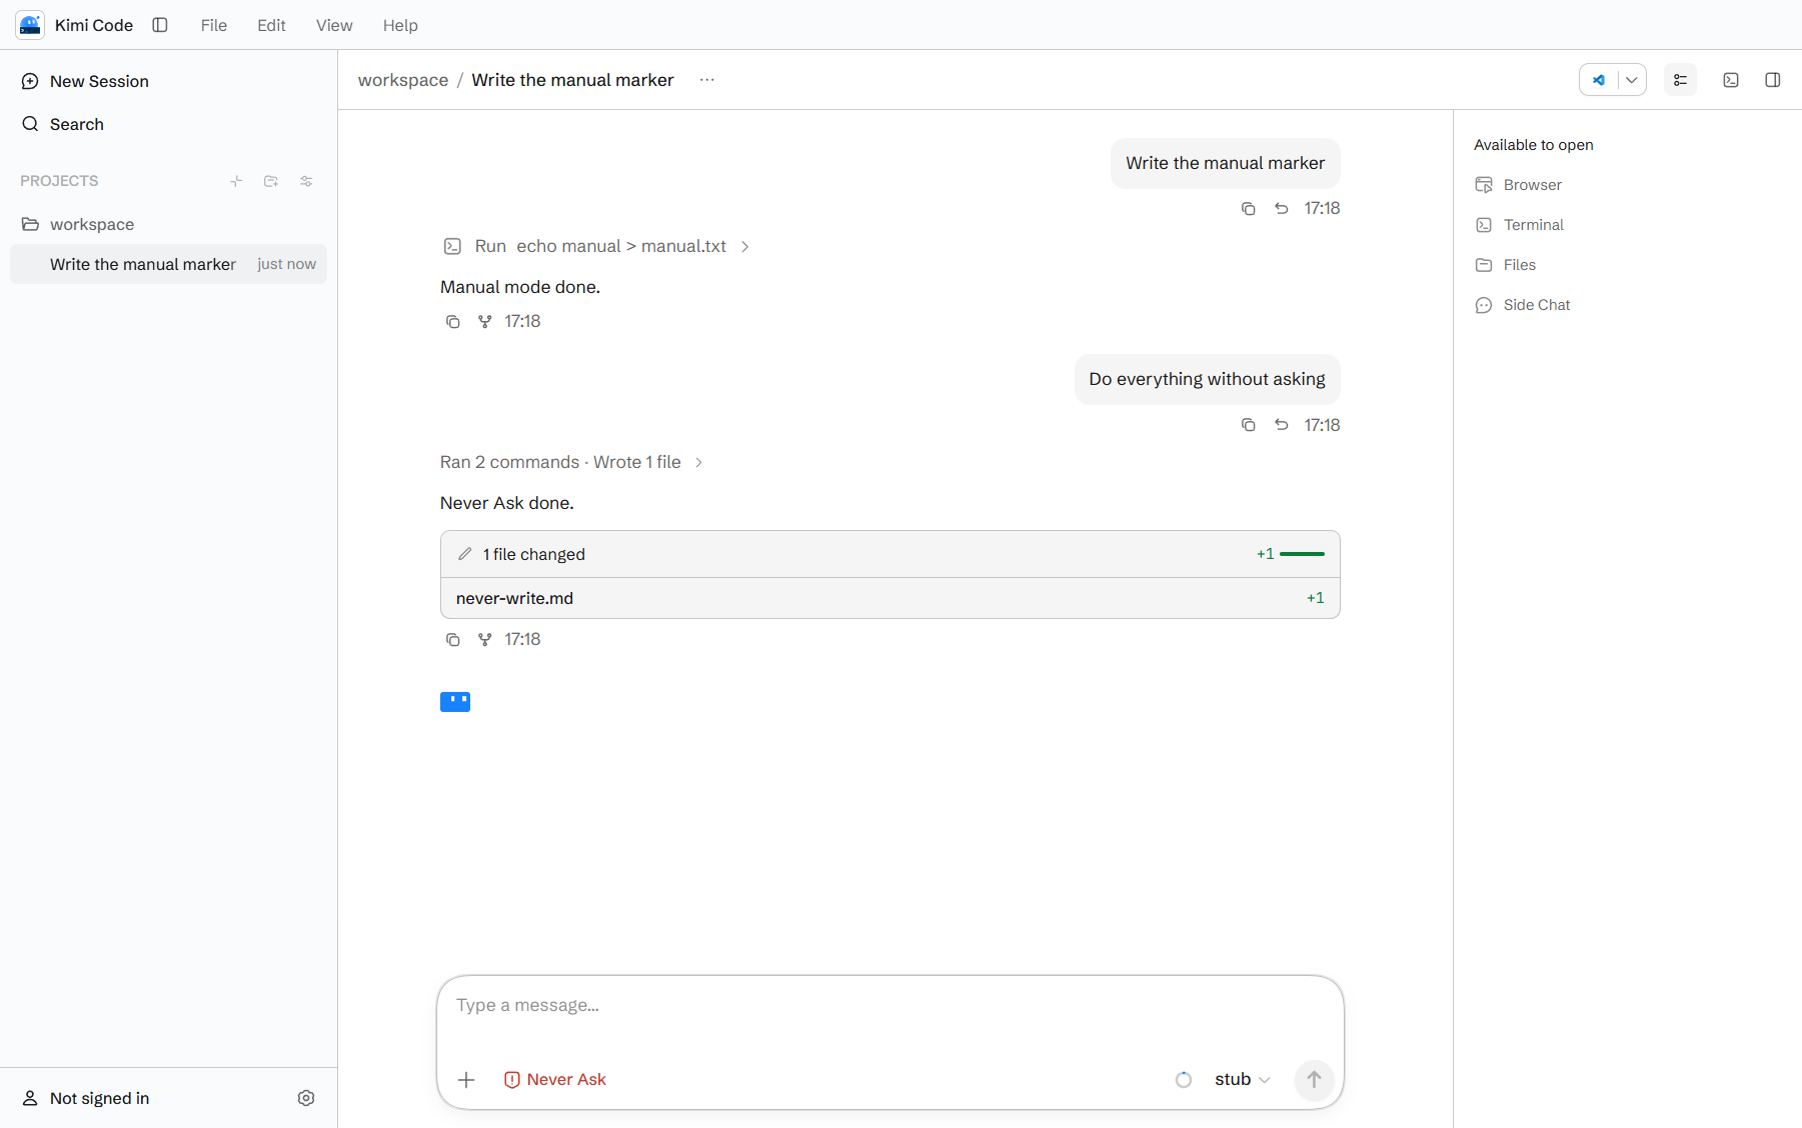 Kimi Code
File
Edit
View
Help
New Session
Search
PROJECTS
workspace
Write the manual marker just now
Not signed in
workspace / Write the manual marker ···
Write the manual marker
17:18
Run echo manual > manual.txt
Manual mode done.
17:18
Do everything without asking
17:18
Ran 2 commands · Wrote 1 file
Never Ask done.
1 file changed +1
never-write.md +1
17:18
Type a message...
Never Ask
stub
Available to open
Browser
Terminal
Files
Side Chat